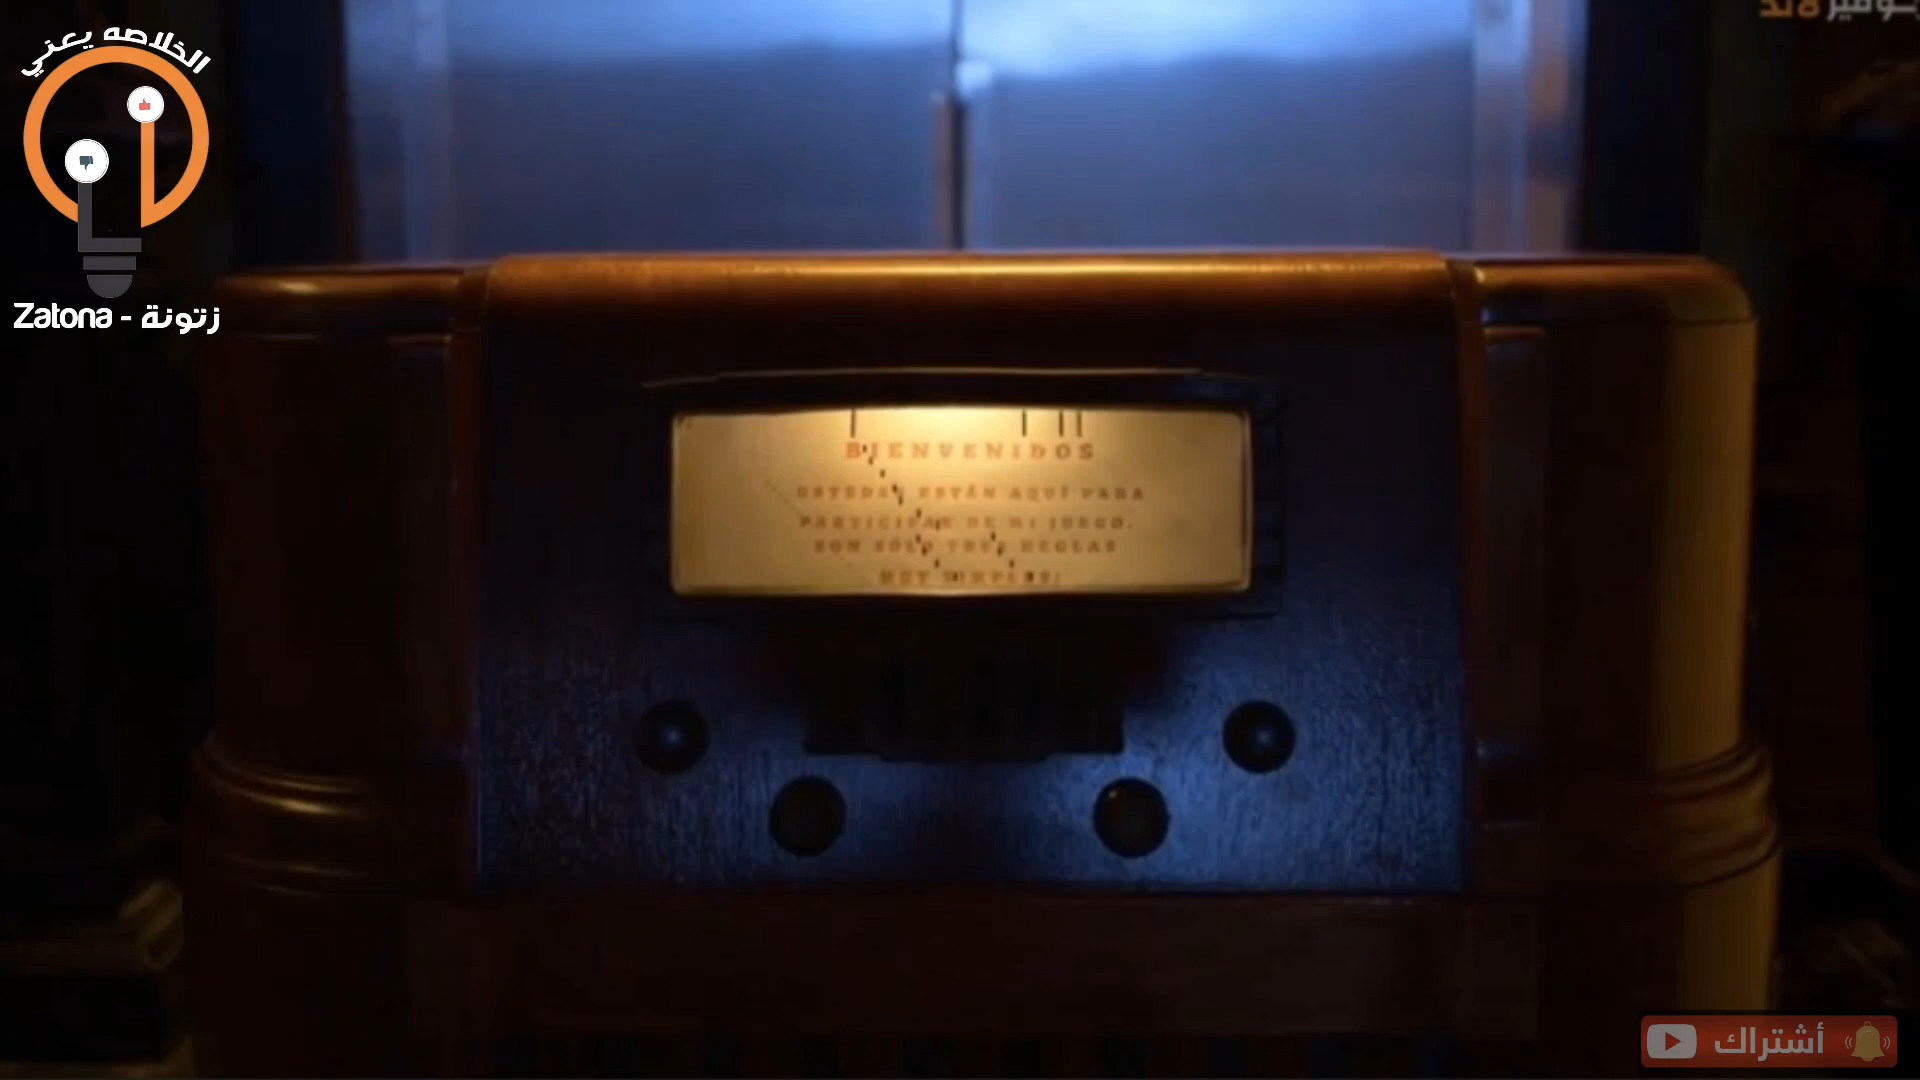 الخلاصه يعني
Zatona - زتونة
BIENVENIDOS
USTEDES ESTÁN AQUÍ PARA
PARTICIPAR DE MI JUEGO.
SON SÓLO TRES REGLAS
MUY SIMPLES:
أشتراك